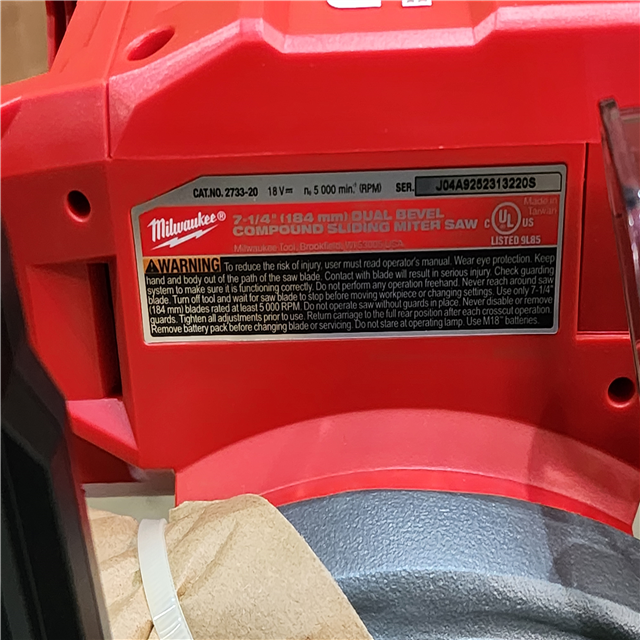 CAT.NO. 2733-20 18 V⎓ n₀ 5 000 min.⁻¹ (RPM) SER. J04A9252313220S
Milwaukee® 7-1/4" (184 mm) DUAL BEVEL
COMPOUND SLIDING MITER SAW
Milwaukee Tool, Brookfield, WI 53005 USA
C UL® US
LISTED 9L85
Made in
Taiwan
⚠WARNING To reduce the risk of injury, user must read operator's manual. Wear eye protection. Keep
hand and body out of the path of the saw blade. Contact with blade will result in serious injury. Check guarding
system to make sure it is functioning correctly. Do not perform any operation freehand. Never reach around saw
blade. Turn off tool and wait for saw blade to stop before moving workpiece or changing settings. Use only 7-1/4"
(184 mm) blades rated at least 5 000 RPM. Do not operate saw without guards in place. Never disable or remove
guards. Tighten all adjustments prior to use. Return carriage to the full rear position after each crosscut operation.
Remove battery pack before changing blade or servicing. Do not stare at operating lamp. Use M18™ batteries.